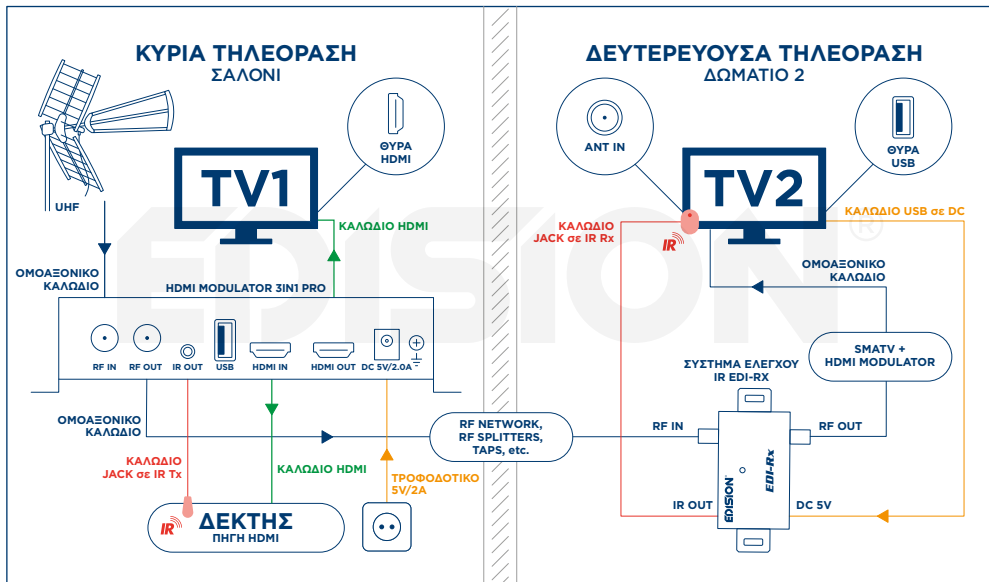 ΚΥΡΙΑ ΤΗΛΕΟΡΑΣΗ
ΣΑΛΟΝΙ
UHF
TV1
ΘΥΡΑ
HDMI
ΚΑΛΩΔΙΟ HDMI
ΟΜΟΑΞΟΝΙΚΟ
ΚΑΛΩΔΙΟ
HDMI MODULATOR 3IN1 PRO
RF IN
RF OUT
IR OUT
USB
HDMI IN
HDMI OUT
DC 5V/2.0A
ΟΜΟΑΞΟΝΙΚΟ
ΚΑΛΩΔΙΟ
ΚΑΛΩΔΙΟ
JACK σε IR Tx
ΚΑΛΩΔΙΟ HDMI
ΤΡΟΦΟΔΟΤΙΚΟ
5V/2A
IR
ΔΕΚΤΗΣ
ΠΗΓΗ HDMI
RF NETWORK,
RF SPLITTERS,
TAPS, etc.
ΔΕΥΤΕΡΕΥΟΥΣΑ ΤΗΛΕΟΡΑΣΗ
ΔΩΜΑΤΙΟ 2
ANT IN
TV2
ΘΥΡΑ
USB
ΚΑΛΩΔΙΟ
JACK σε IR Rx
IR
ΚΑΛΩΔΙΟ USB σε DC
ΟΜΟΑΞΟΝΙΚΟ
ΚΑΛΩΔΙΟ
SMATV +
HDMI MODULATOR
ΣΥΣΤΗΜΑ ΕΛΕΓΧΟΥ
IR EDI-RX
RF IN
RF OUT
IR OUT
DC 5V
EDISION
EDI-Rx
EDISION®